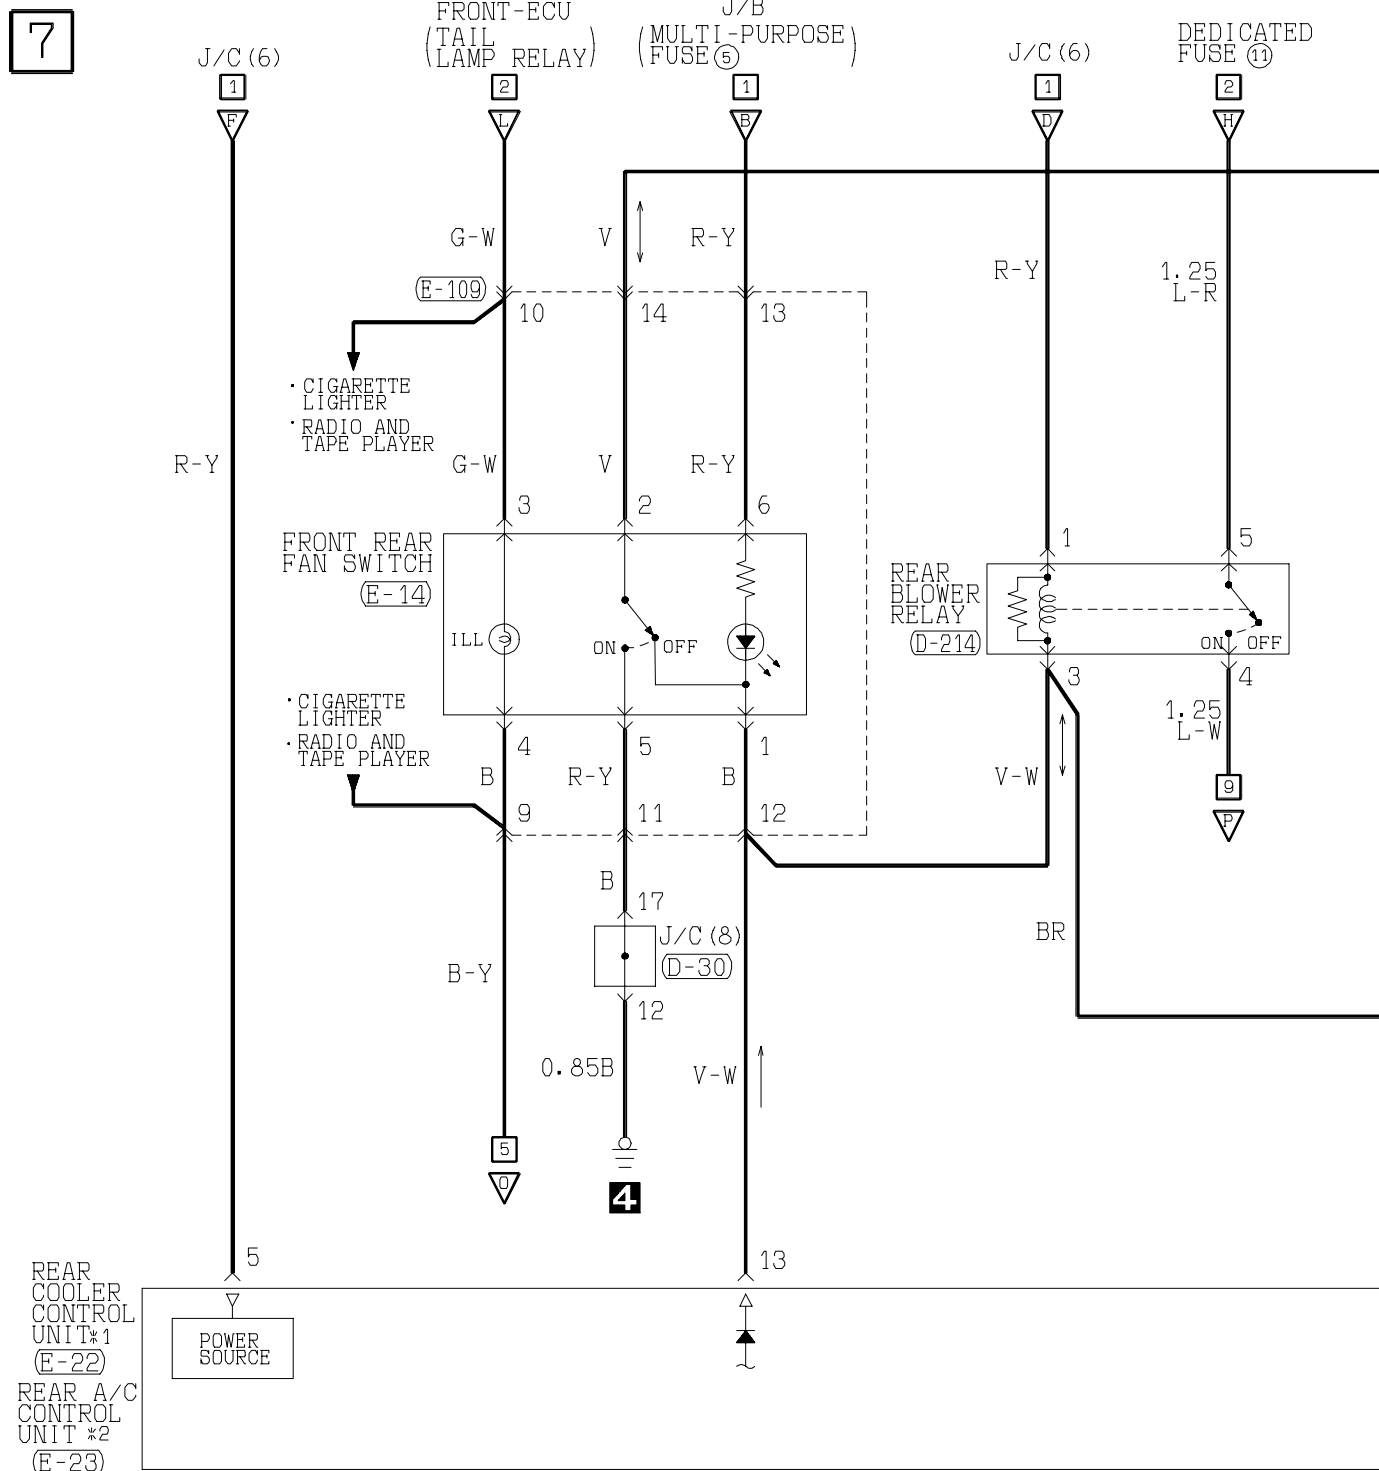 7
J/C(6)
FRONT-ECU
(TAIL
LAMP RELAY)
J/B
(MULTI-PURPOSE
FUSE⑤)
J/C(6)
DEDICATED
FUSE ⑪
1
2
1
1
2
F
L
B
D
H
G-W
V
R-Y
R-Y
1.25
L-R
E-109
10
14
13
· CIGARETTE
LIGHTER
· RADIO AND
TAPE PLAYER
R-Y
G-W
V
R-Y
3
2
6
1
5
FRONT REAR
FAN SWITCH
E-14
ILL
ON
OFF
REAR
BLOWER
RELAY
D-214
ON
OFF
3
4
· CIGARETTE
LIGHTER
· RADIO AND
TAPE PLAYER
4
5
1
1.25
L-W
B
R-Y
B
V-W
9
P
9
11
12
B
17
J/C(8)
D-30
BR
B-Y
12
0.85B
V-W
5
O
4
5
13
REAR
COOLER
CONTROL
UNIT*1
E-22
POWER
SOURCE
REAR A/C
CONTROL
UNIT *2
E-23